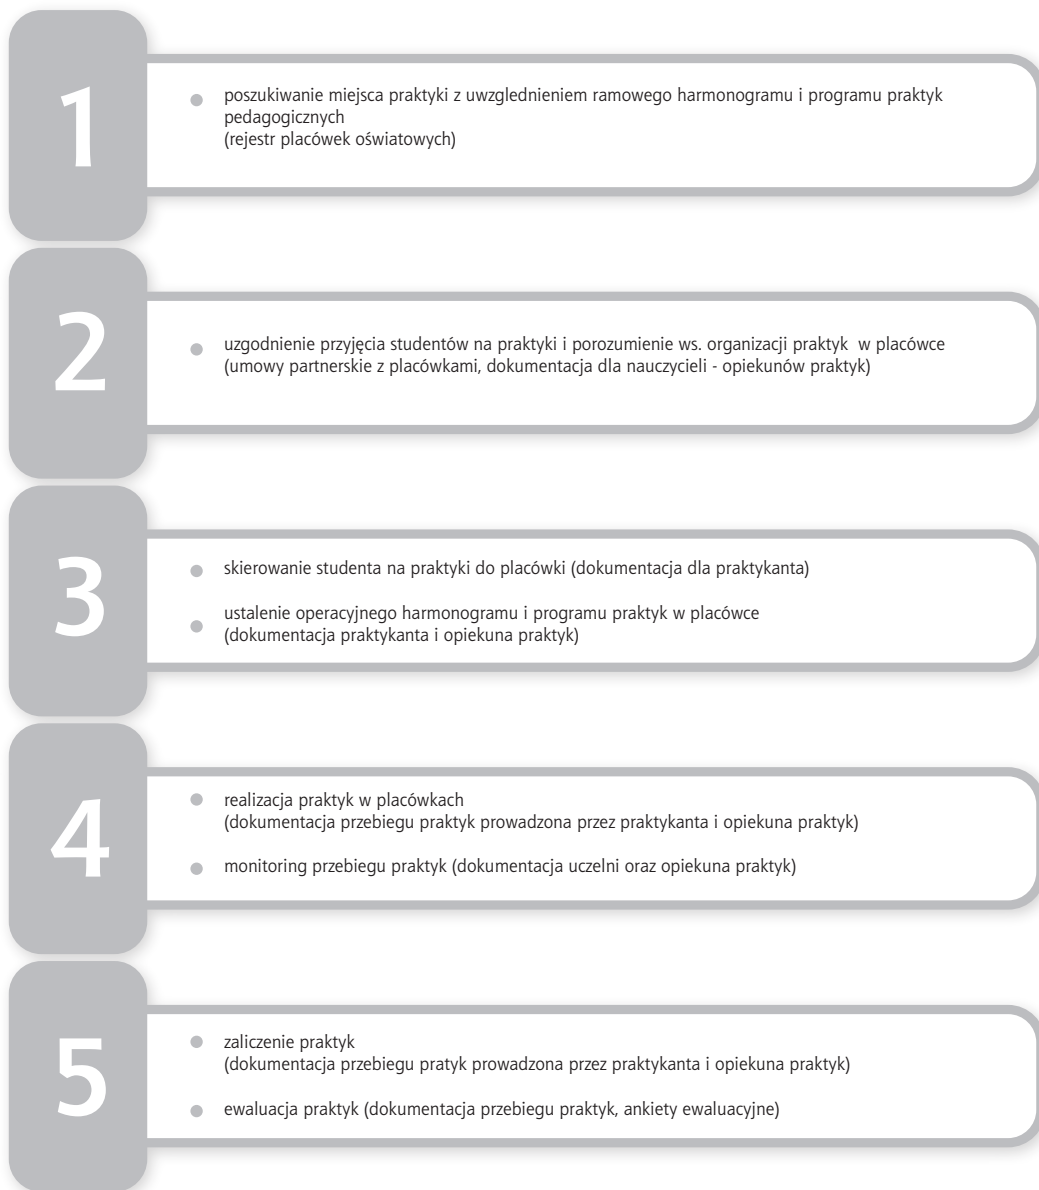 1
poszukiwanie miejsca praktyki z uwzglednieniem ramowego harmonogramu i programu praktyk
pedagogicznych
(rejestr placówek oświatowych)
2
uzgodnienie przyjęcia studentów na praktyki i porozumienie ws. organizacji praktyk w placówce
(umowy partnerskie z placówkami, dokumentacja dla nauczycieli - opiekunów praktyk)
3
skierowanie studenta na praktyki do placówki (dokumentacja dla praktykanta)
ustalenie operacyjnego harmonogramu i programu praktyk w placówce
(dokumentacja praktykanta i opiekuna praktyk)
4
realizacja praktyk w placówkach
(dokumentacja przebiegu praktyk prowadzona przez praktykanta i opiekuna praktyk)
monitoring przebiegu praktyk (dokumentacja uczelni oraz opiekuna praktyk)
5
zaliczenie praktyk
(dokumentacja przebiegu pratyk prowadzona przez praktykanta i opiekuna praktyk)
ewaluacja praktyk (dokumentacja przebiegu praktyk, ankiety ewaluacyjne)